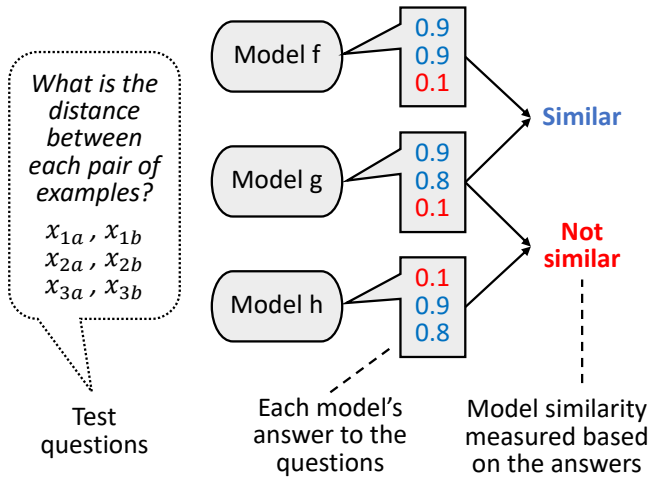 What is the
distance
between
each pair of
examples?
x₁ₐ , x₁b
x₂ₐ , x₂b
x₃ₐ , x₃b
Test
questions
Model f
0.9
0.9
0.1
Model g
0.9
0.8
0.1
Model h
0.1
0.9
0.8
Similar
Not
similar
Each model's
answer to the
questions
Model similarity
measured based
on the answers